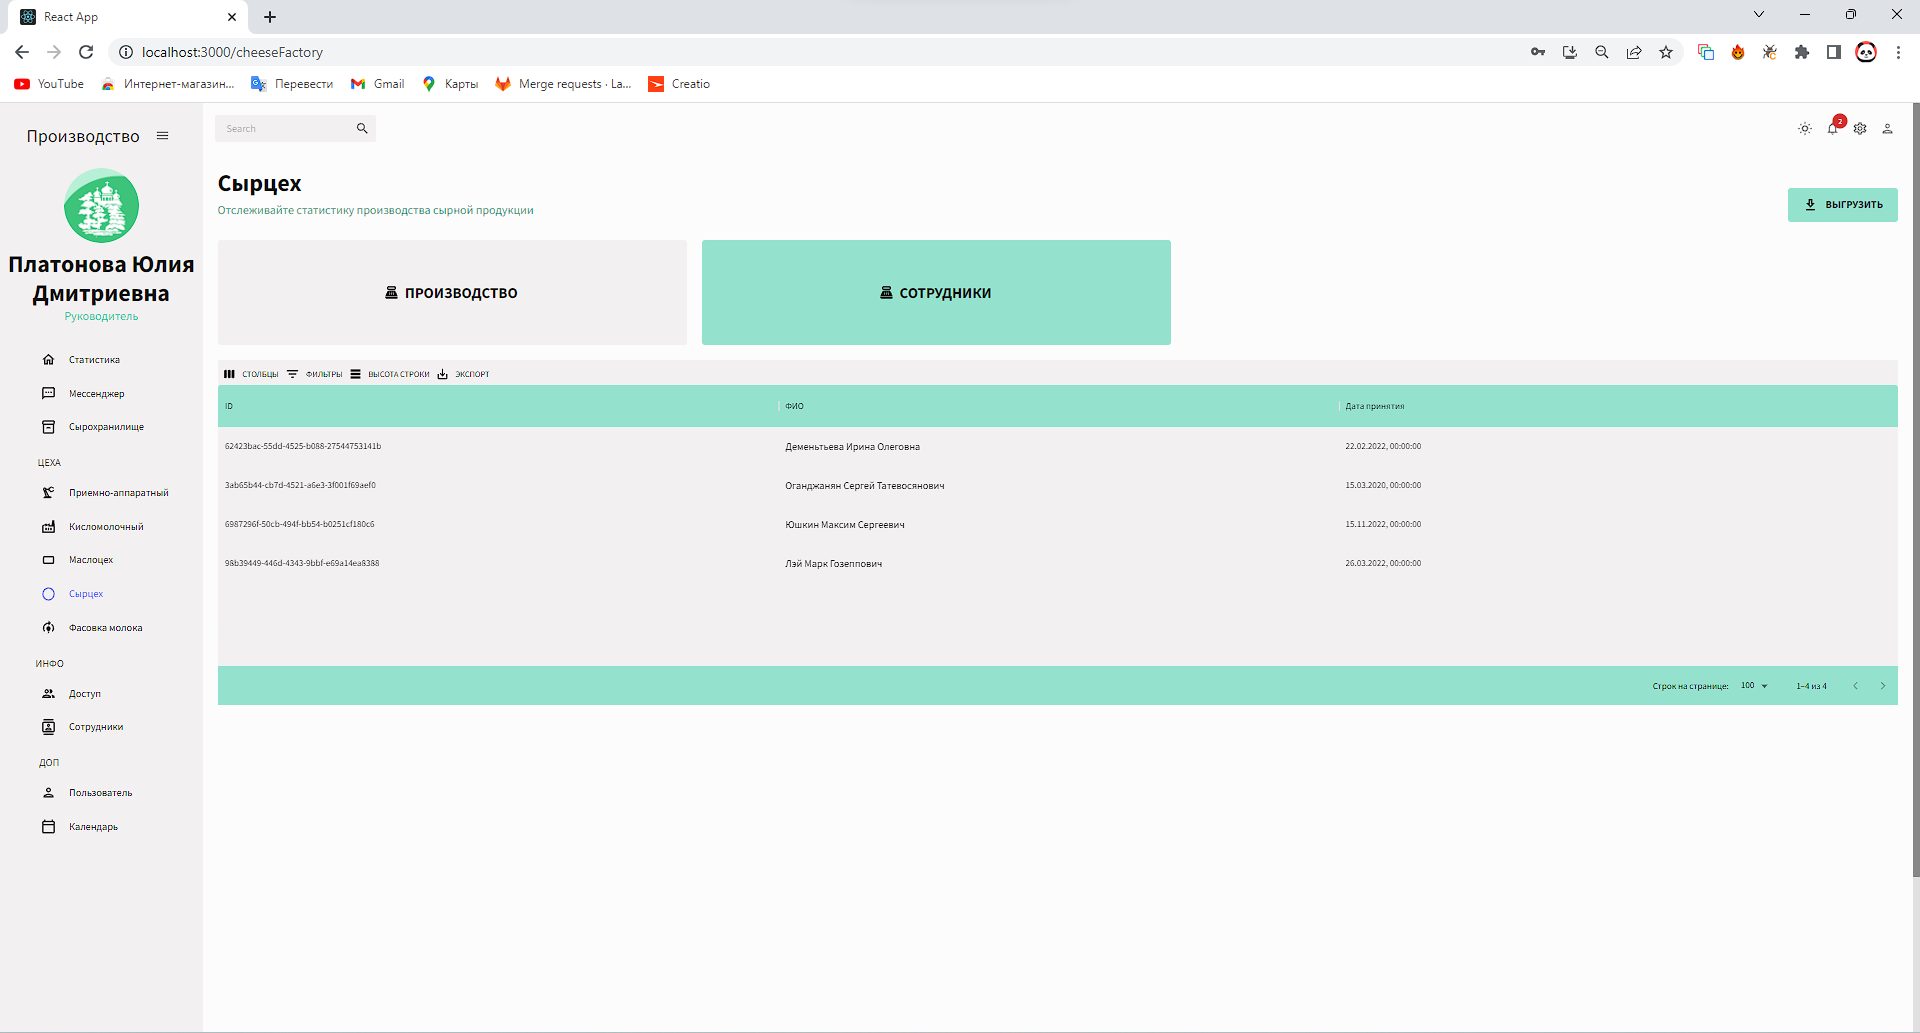 React App
localhost:3000/cheeseFactory
YouTube
Интернет-магазин...
Перевести
Gmail
Карты
Merge requests · La...
Creatio
Производство
Search
2
Платонова Юлия
Дмитриевна
Руководитель
Сырцех
Отслеживайте статистику производства сырной продукции
ВЫГРУЗИТЬ
ПРОИЗВОДСТВО
СОТРУДНИКИ
Статистика
Мессенджер
Сырохранилище
ЦЕХА
Приемно-аппаратный
Кисломолочный
Маслоцех
Сырцех
Фасовка молока
ИНФО
Доступ
Сотрудники
ДОП
Пользователь
Календарь
СТОЛБЦЫ ФИЛЬТРЫ ВЫСОТА СТРОКИ ЭКСПОРТ
ID ФИО Дата принятия
62423bac-55dd-4525-b088-27544753141b Деменьтьева Ирина Олеговна 22.02.2022, 00:00:00
3ab65b44-cb7d-4521-a6e3-3f001f69aef0 Оганджанян Сергей Татевосянович 15.03.2020, 00:00:00
6987296f-50cb-494f-bb54-b0251cf180c6 Юшкин Максим Сергеевич 15.11.2022, 00:00:00
98b39449-446d-4343-9bbf-e69a14ea8388 Лэй Марк Гозеппович 26.03.2022, 00:00:00
Строк на странице: 100 1–4 из 4